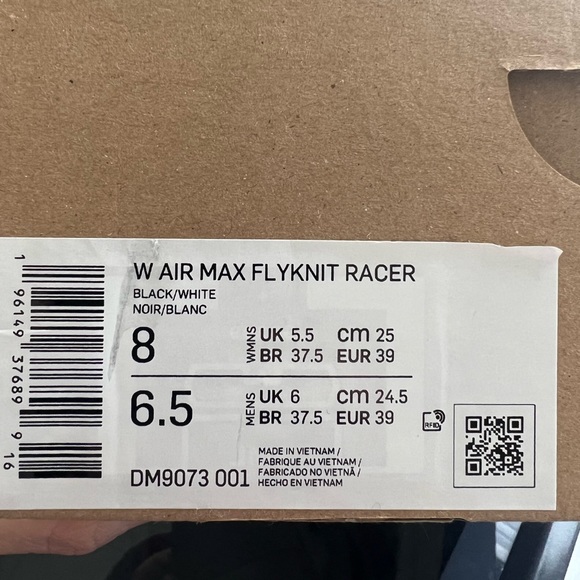 W AIR MAX FLYKNIT RACER
BLACK/WHITE
NOIR/BLANC
8 WMNS UK 5.5 cm 25
BR 37.5 EUR 39
6.5 MENS UK 6 cm 24.5
BR 37.5 EUR 39
RFID
DM9073 001
MADE IN VIETNAM /
FABRIQUE AU VIETNAM /
FABRICADO NO VIETNÃ /
HECHO EN VIETNAM
1 96149 37689 9 16